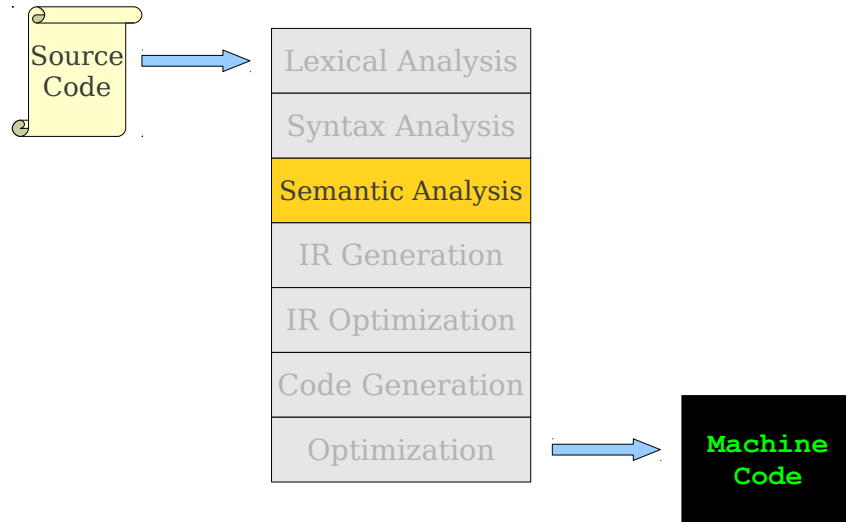 Source
Code
Lexical Analysis
Syntax Analysis
Semantic Analysis
IR Generation
IR Optimization
Code Generation
Optimization
Machine
Code